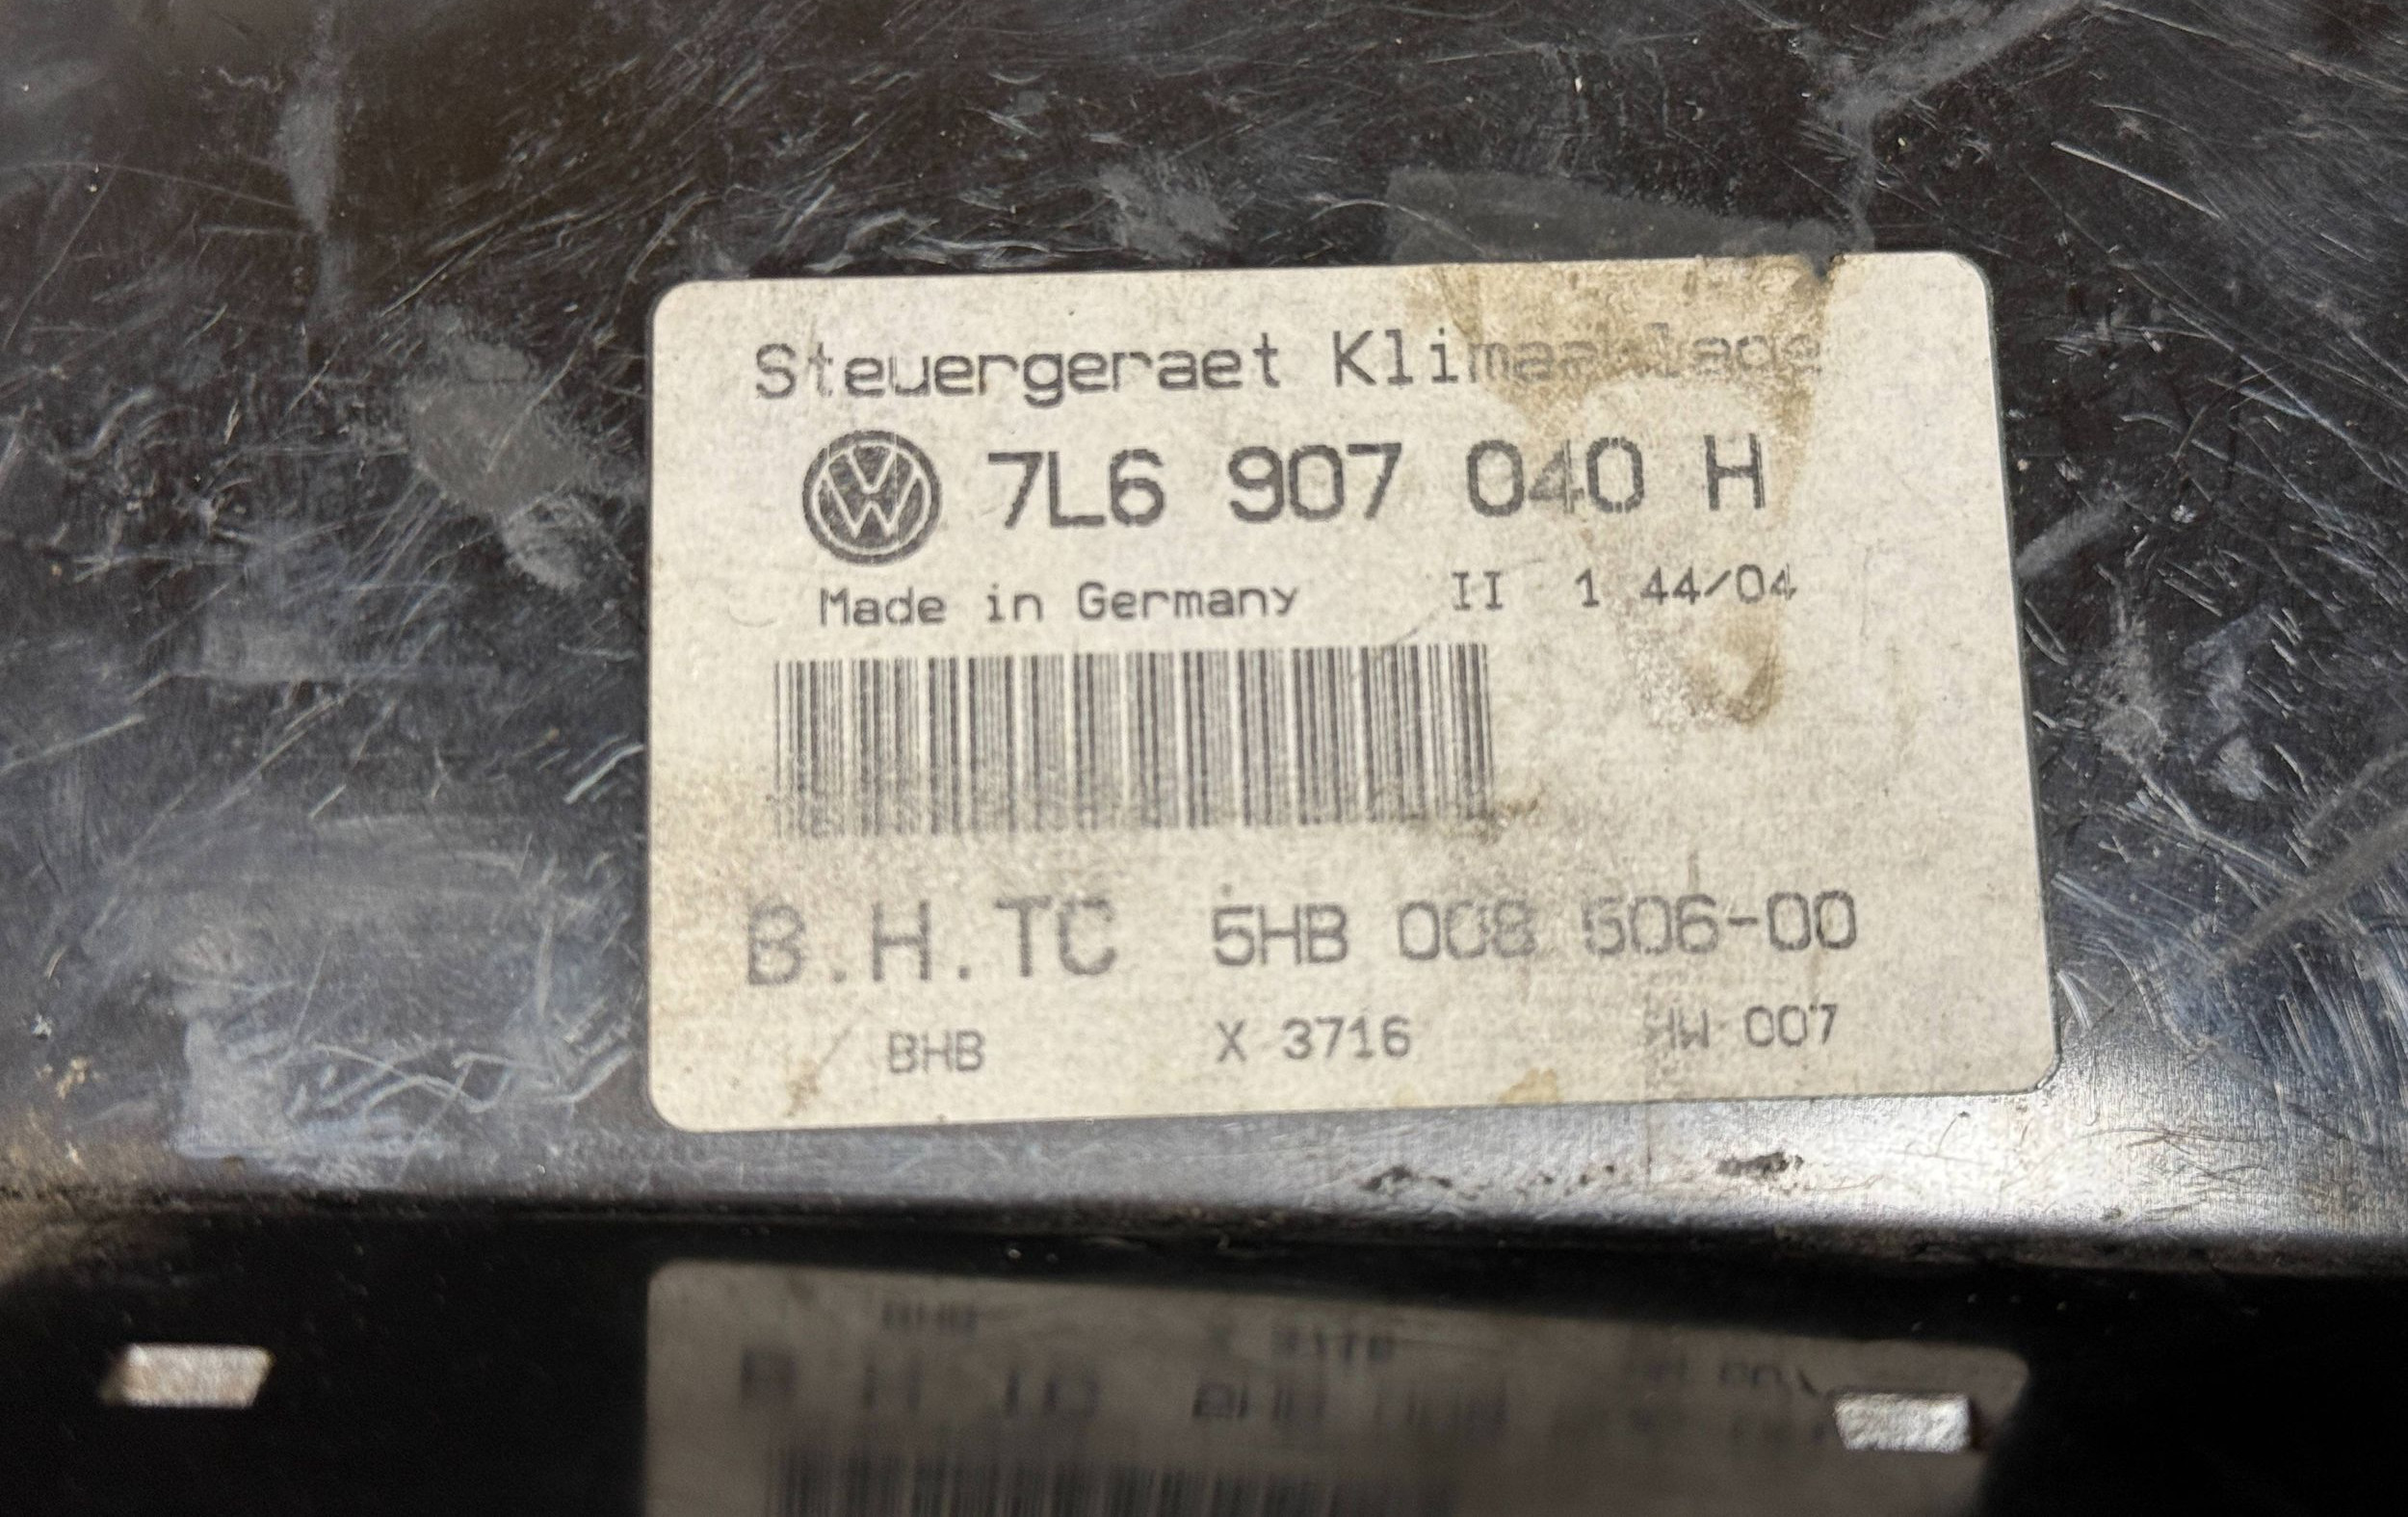 Steuergeraet
7L6 907 040 H
Made in Germany II 1 44/04
B.H.TC 5HB 008 506-00
BHB X 3716 HW 007